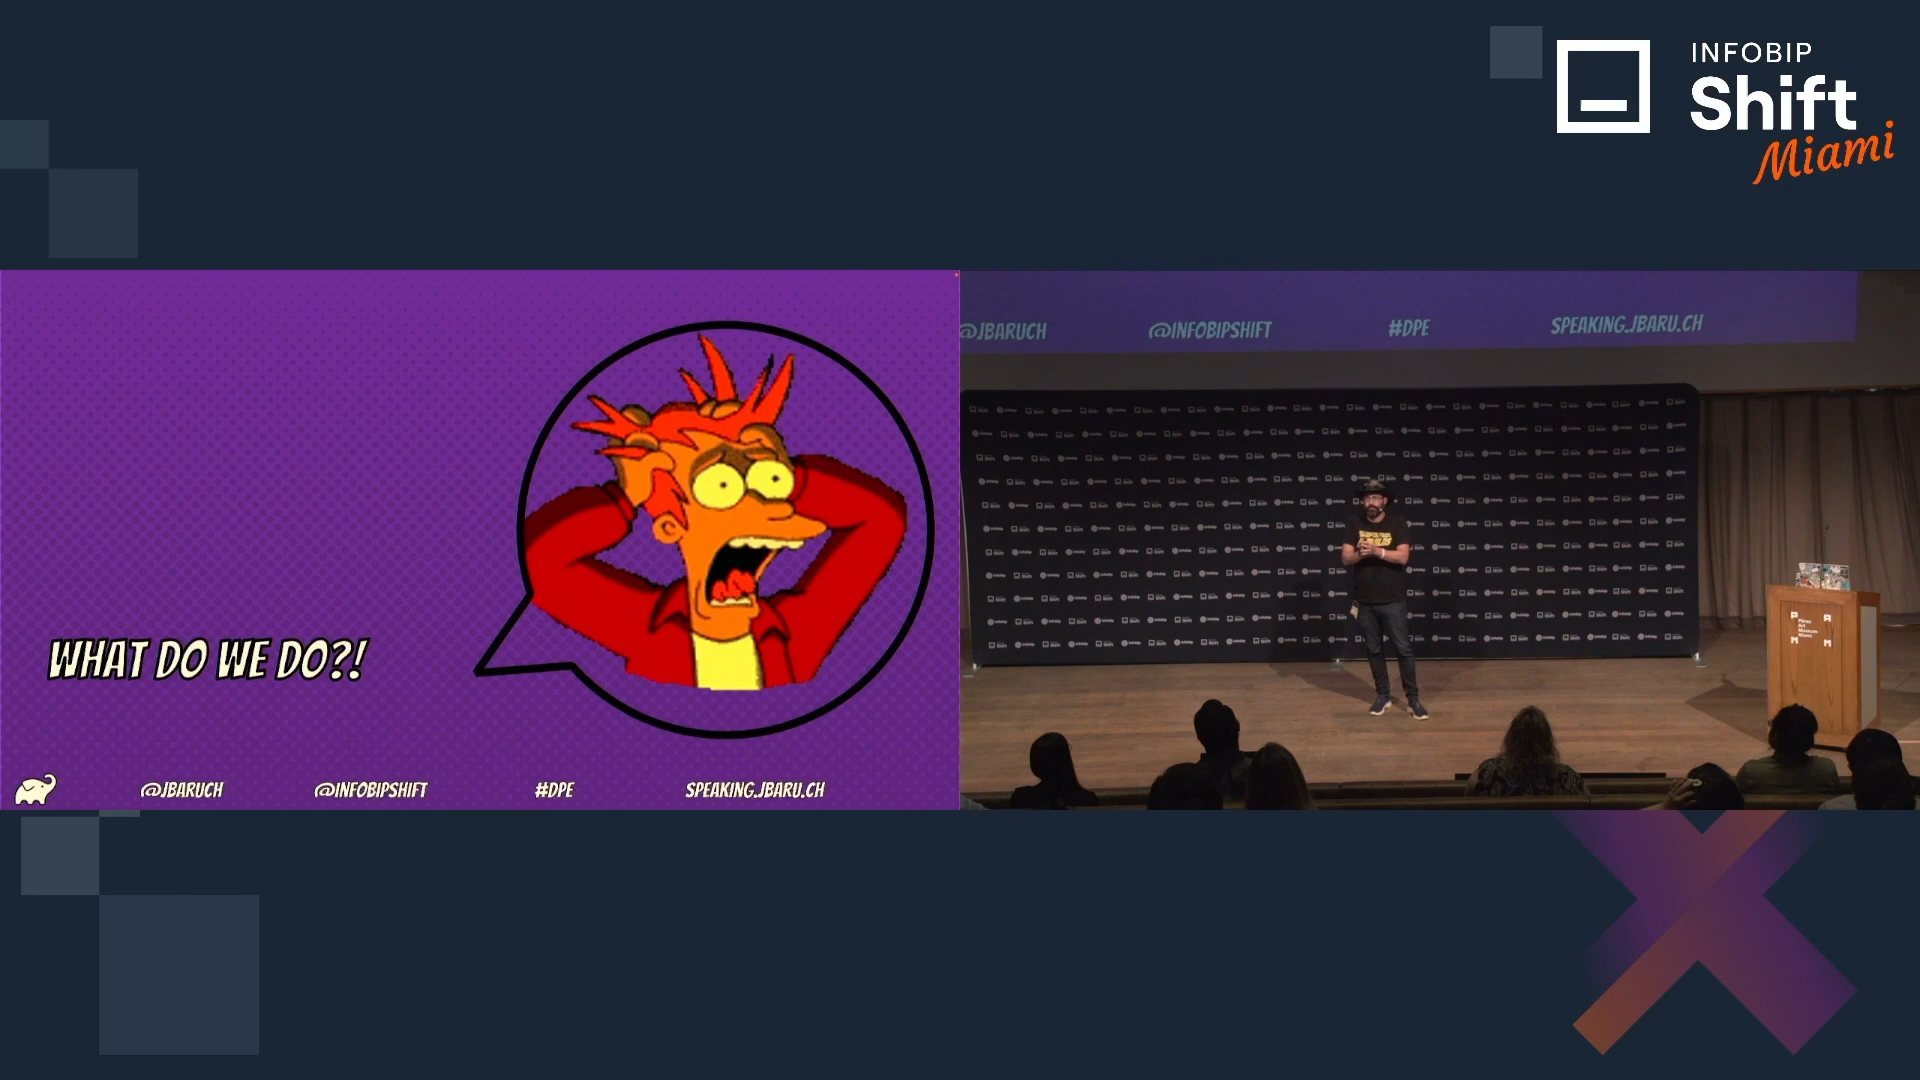 INFOBIP
Shift
Miami
WHAT DO WE DO?!
@JBARUCH @INFOBIPSHIFT #DPE SPEAKING.JBARU.CH
@JBARUCH @INFOBIPSHIFT #DPE SPEAKING.JBARU.CH